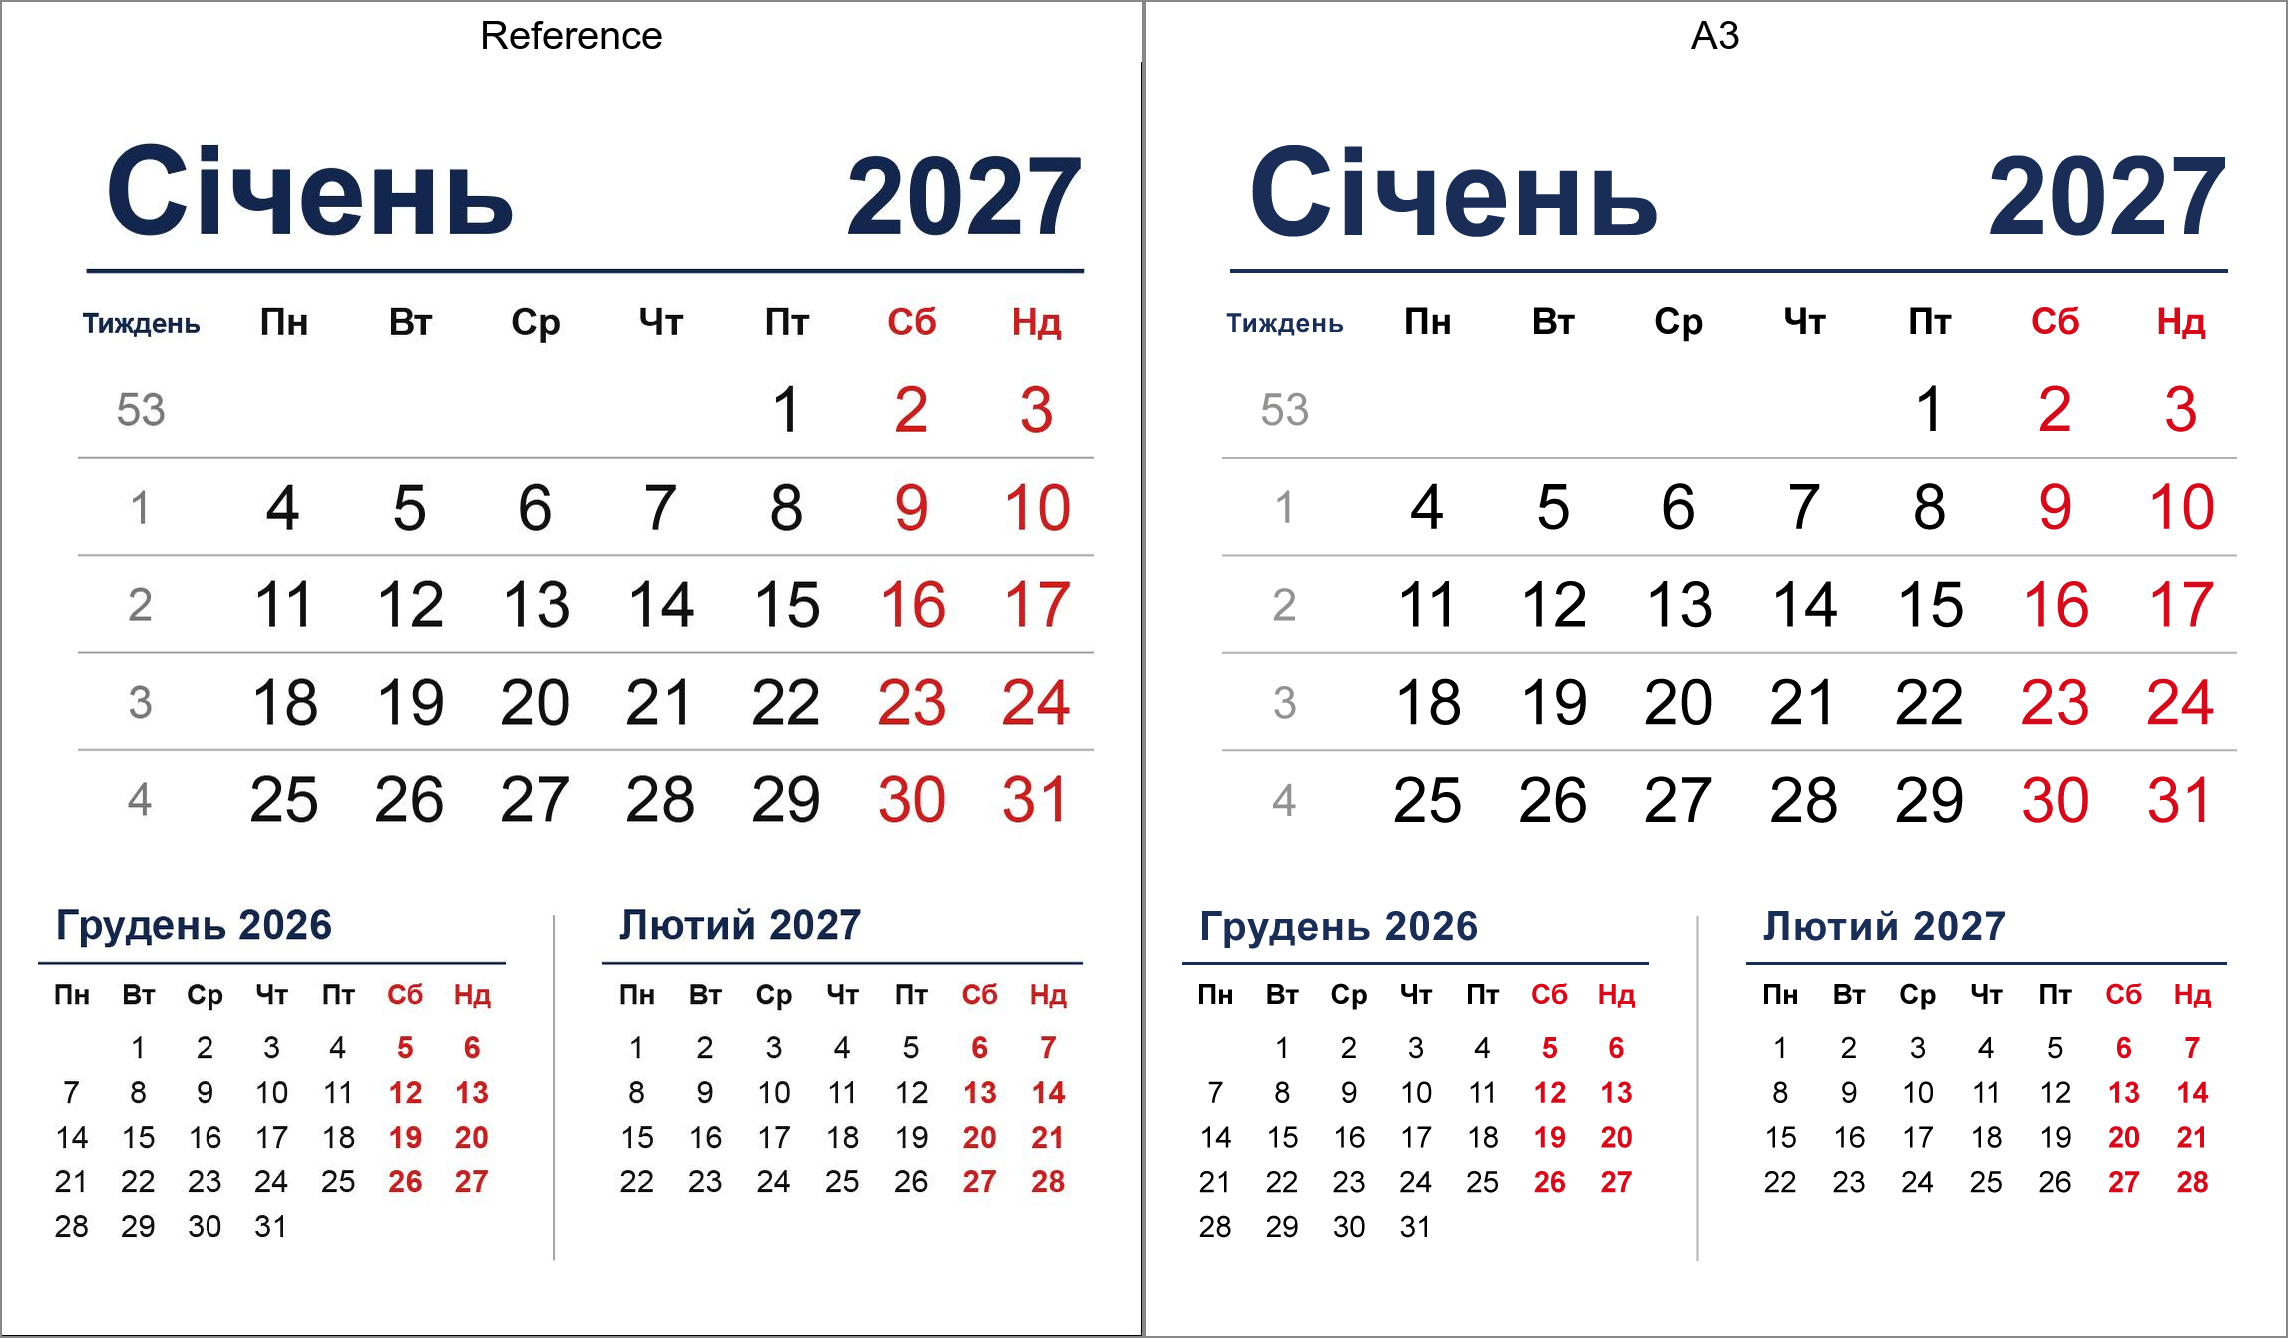 Reference
Січень 2027
Тиждень Пн Вт Ср Чт Пт Сб Нд
53 1 2 3
1 4 5 6 7 8 9 10
2 11 12 13 14 15 16 17
3 18 19 20 21 22 23 24
4 25 26 27 28 29 30 31
Грудень 2026
Пн Вт Ср Чт Пт Сб Нд
1 2 3 4 5 6
7 8 9 10 11 12 13
14 15 16 17 18 19 20
21 22 23 24 25 26 27
28 29 30 31
Лютий 2027
Пн Вт Ср Чт Пт Сб Нд
1 2 3 4 5 6 7
8 9 10 11 12 13 14
15 16 17 18 19 20 21
22 23 24 25 26 27 28
A3
Січень 2027
Тиждень Пн Вт Ср Чт Пт Сб Нд
53 1 2 3
1 4 5 6 7 8 9 10
2 11 12 13 14 15 16 17
3 18 19 20 21 22 23 24
4 25 26 27 28 29 30 31
Грудень 2026
Пн Вт Ср Чт Пт Сб Нд
1 2 3 4 5 6
7 8 9 10 11 12 13
14 15 16 17 18 19 20
21 22 23 24 25 26 27
28 29 30 31
Лютий 2027
Пн Вт Ср Чт Пт Сб Нд
1 2 3 4 5 6 7
8 9 10 11 12 13 14
15 16 17 18 19 20 21
22 23 24 25 26 27 28